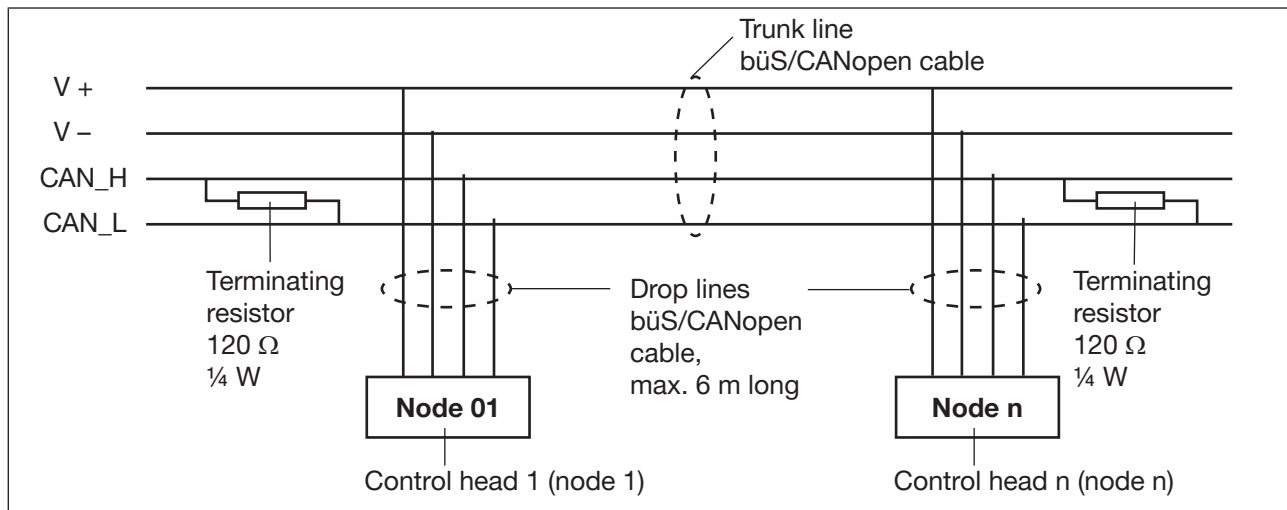 Trunk line
büS/CANopen cable
V +
V –
CAN_H
CAN_L
Terminating
resistor
120 Ω
¼ W
Drop lines
büS/CANopen
cable,
max. 6 m long
Terminating
resistor
120 Ω
¼ W
Node 01
Node n
Control head 1 (node 1)
Control head n (node n)